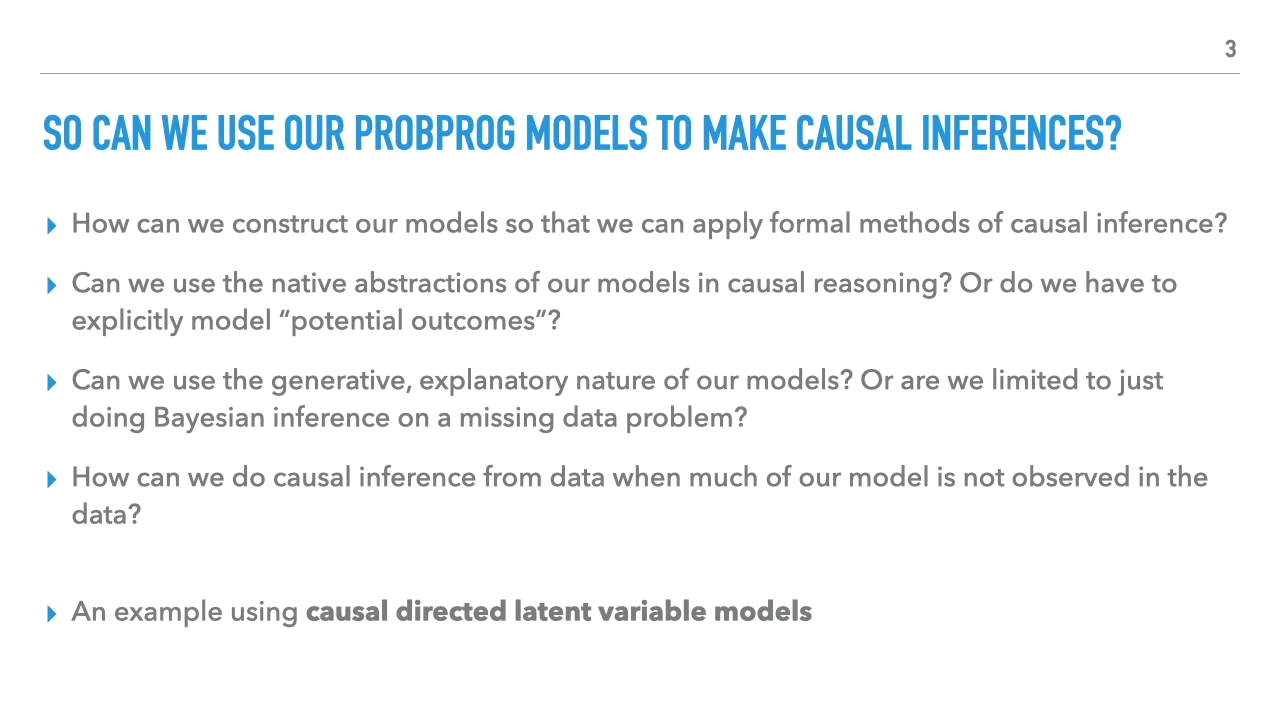 3
SO CAN WE USE OUR PROBPROG MODELS TO MAKE CAUSAL INFERENCES?
How can we construct our models so that we can apply formal methods of causal inference?
Can we use the native abstractions of our models in causal reasoning? Or do we have to
explicitly model “potential outcomes”?
Can we use the generative, explanatory nature of our models? Or are we limited to just
doing Bayesian inference on a missing data problem?
How can we do causal inference from data when much of our model is not observed in the
data?
An example using causal directed latent variable models